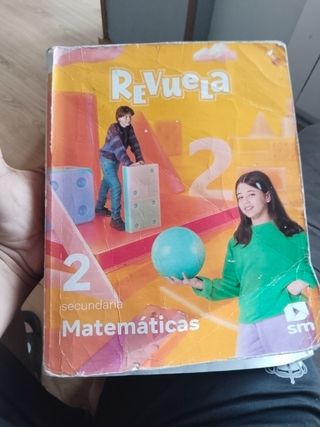 REVUELA
2
2
secundaria
Matemáticas
sm